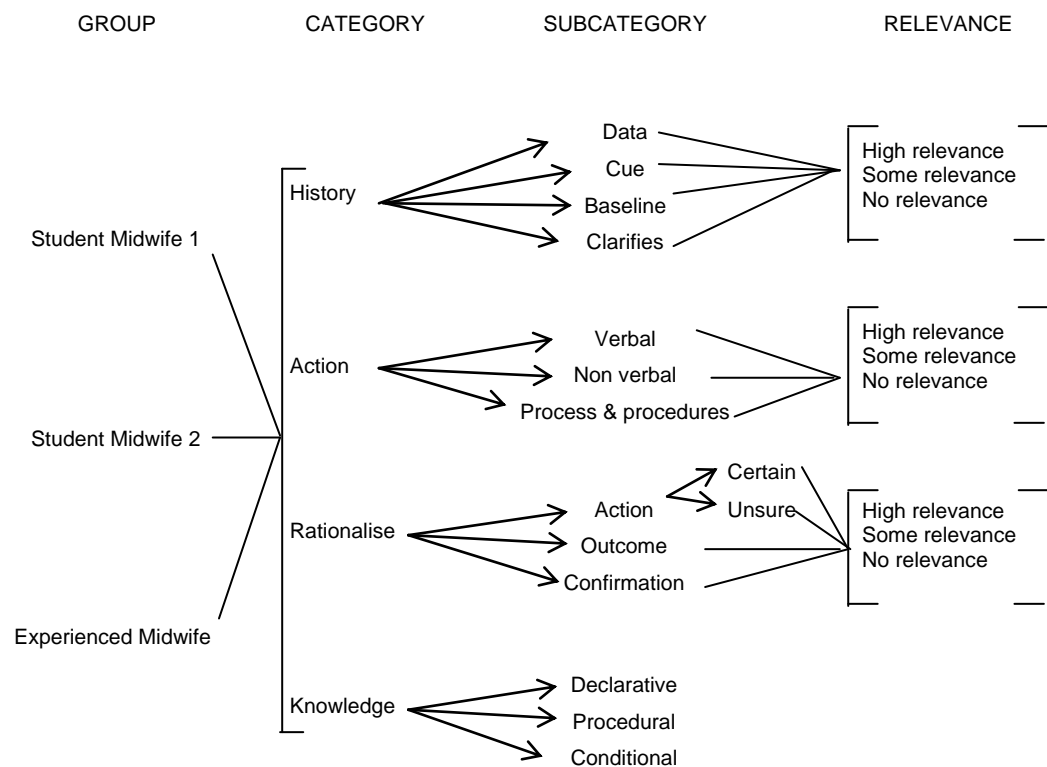 GROUP
CATEGORY
SUBCATEGORY
RELEVANCE
Student Midwife 1
Student Midwife 2
Experienced Midwife
History
Data
Cue
Baseline
Clarifies
High relevance
Some relevance
No relevance
Action
Verbal
Non verbal
Process & procedures
High relevance
Some relevance
No relevance
Rationalise
Action
Certain
Unsure
Outcome
Confirmation
High relevance
Some relevance
No relevance
Knowledge
Declarative
Procedural
Conditional